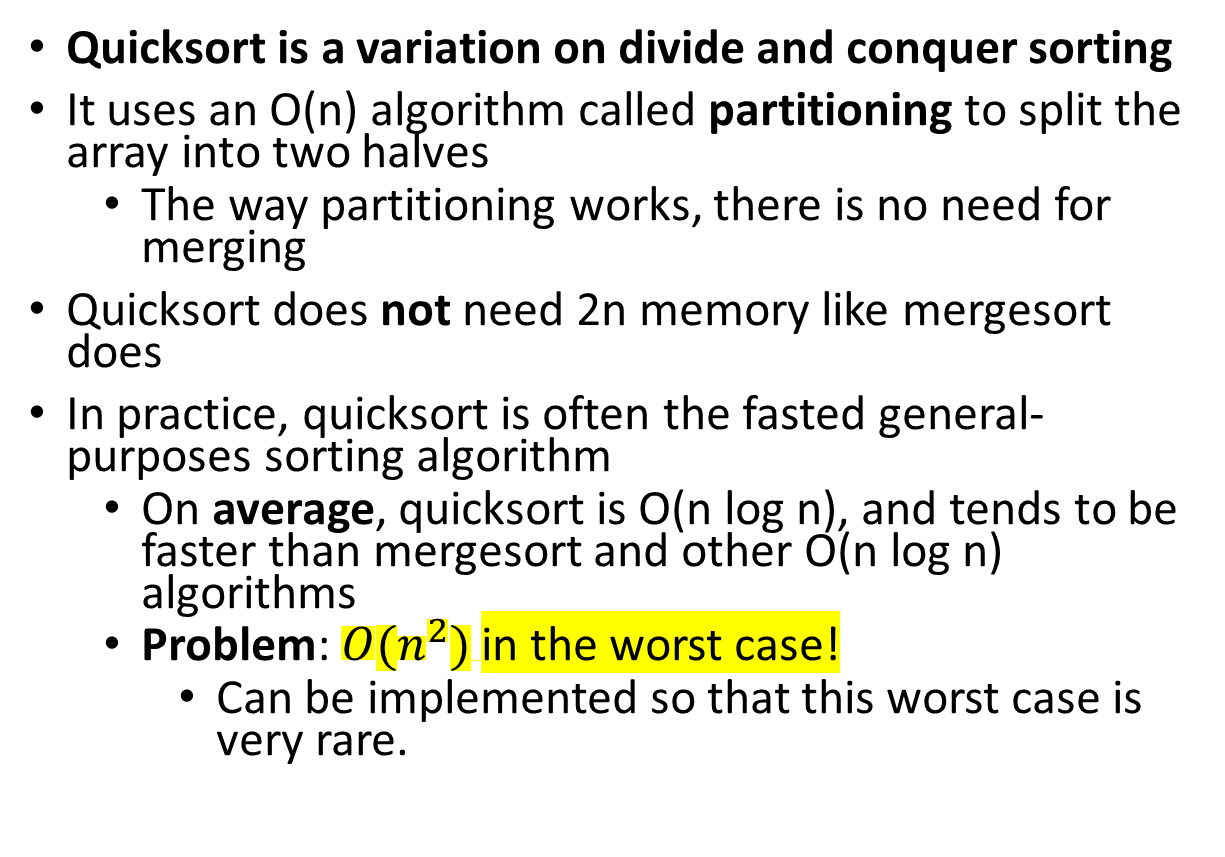 • Quicksort is a variation on divide and conquer sorting
• It uses an O(n) algorithm called partitioning to split the
array into two halves
• The way partitioning works, there is no need for
merging
• Quicksort does not need 2n memory like mergesort
does
• In practice, quicksort is often the fasted general-
purposes sorting algorithm
• On average, quicksort is O(n log n), and tends to be
faster than mergesort and other O(n log n)
algorithms
• Problem: 𝑂(𝑛²) in the worst case!
• Can be implemented so that this worst case is
very rare.